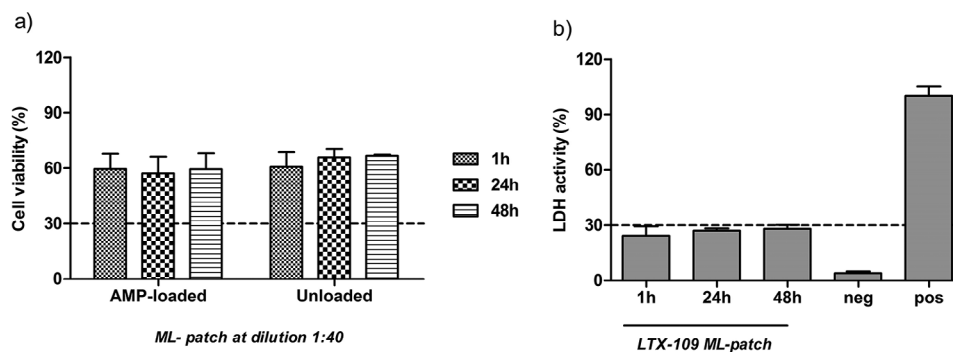 a)
120
90
60
30
0
Cell viability (%)
AMP-loaded
Unloaded
ML- patch at dilution 1:40
1h
24h
48h
b)
120
90
60
30
0
LDH activity (%)
1h
24h
48h
neg
pos
LTX-109 ML-patch